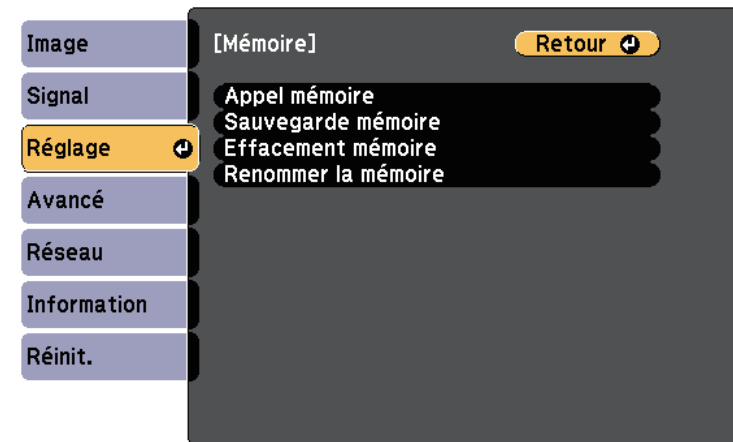 Image
Signal
Réglage
Avancé
Réseau
Information
Réinit.
[Mémoire]
Retour
Appel mémoire
Sauvegarde mémoire
Effacement mémoire
Renommer la mémoire